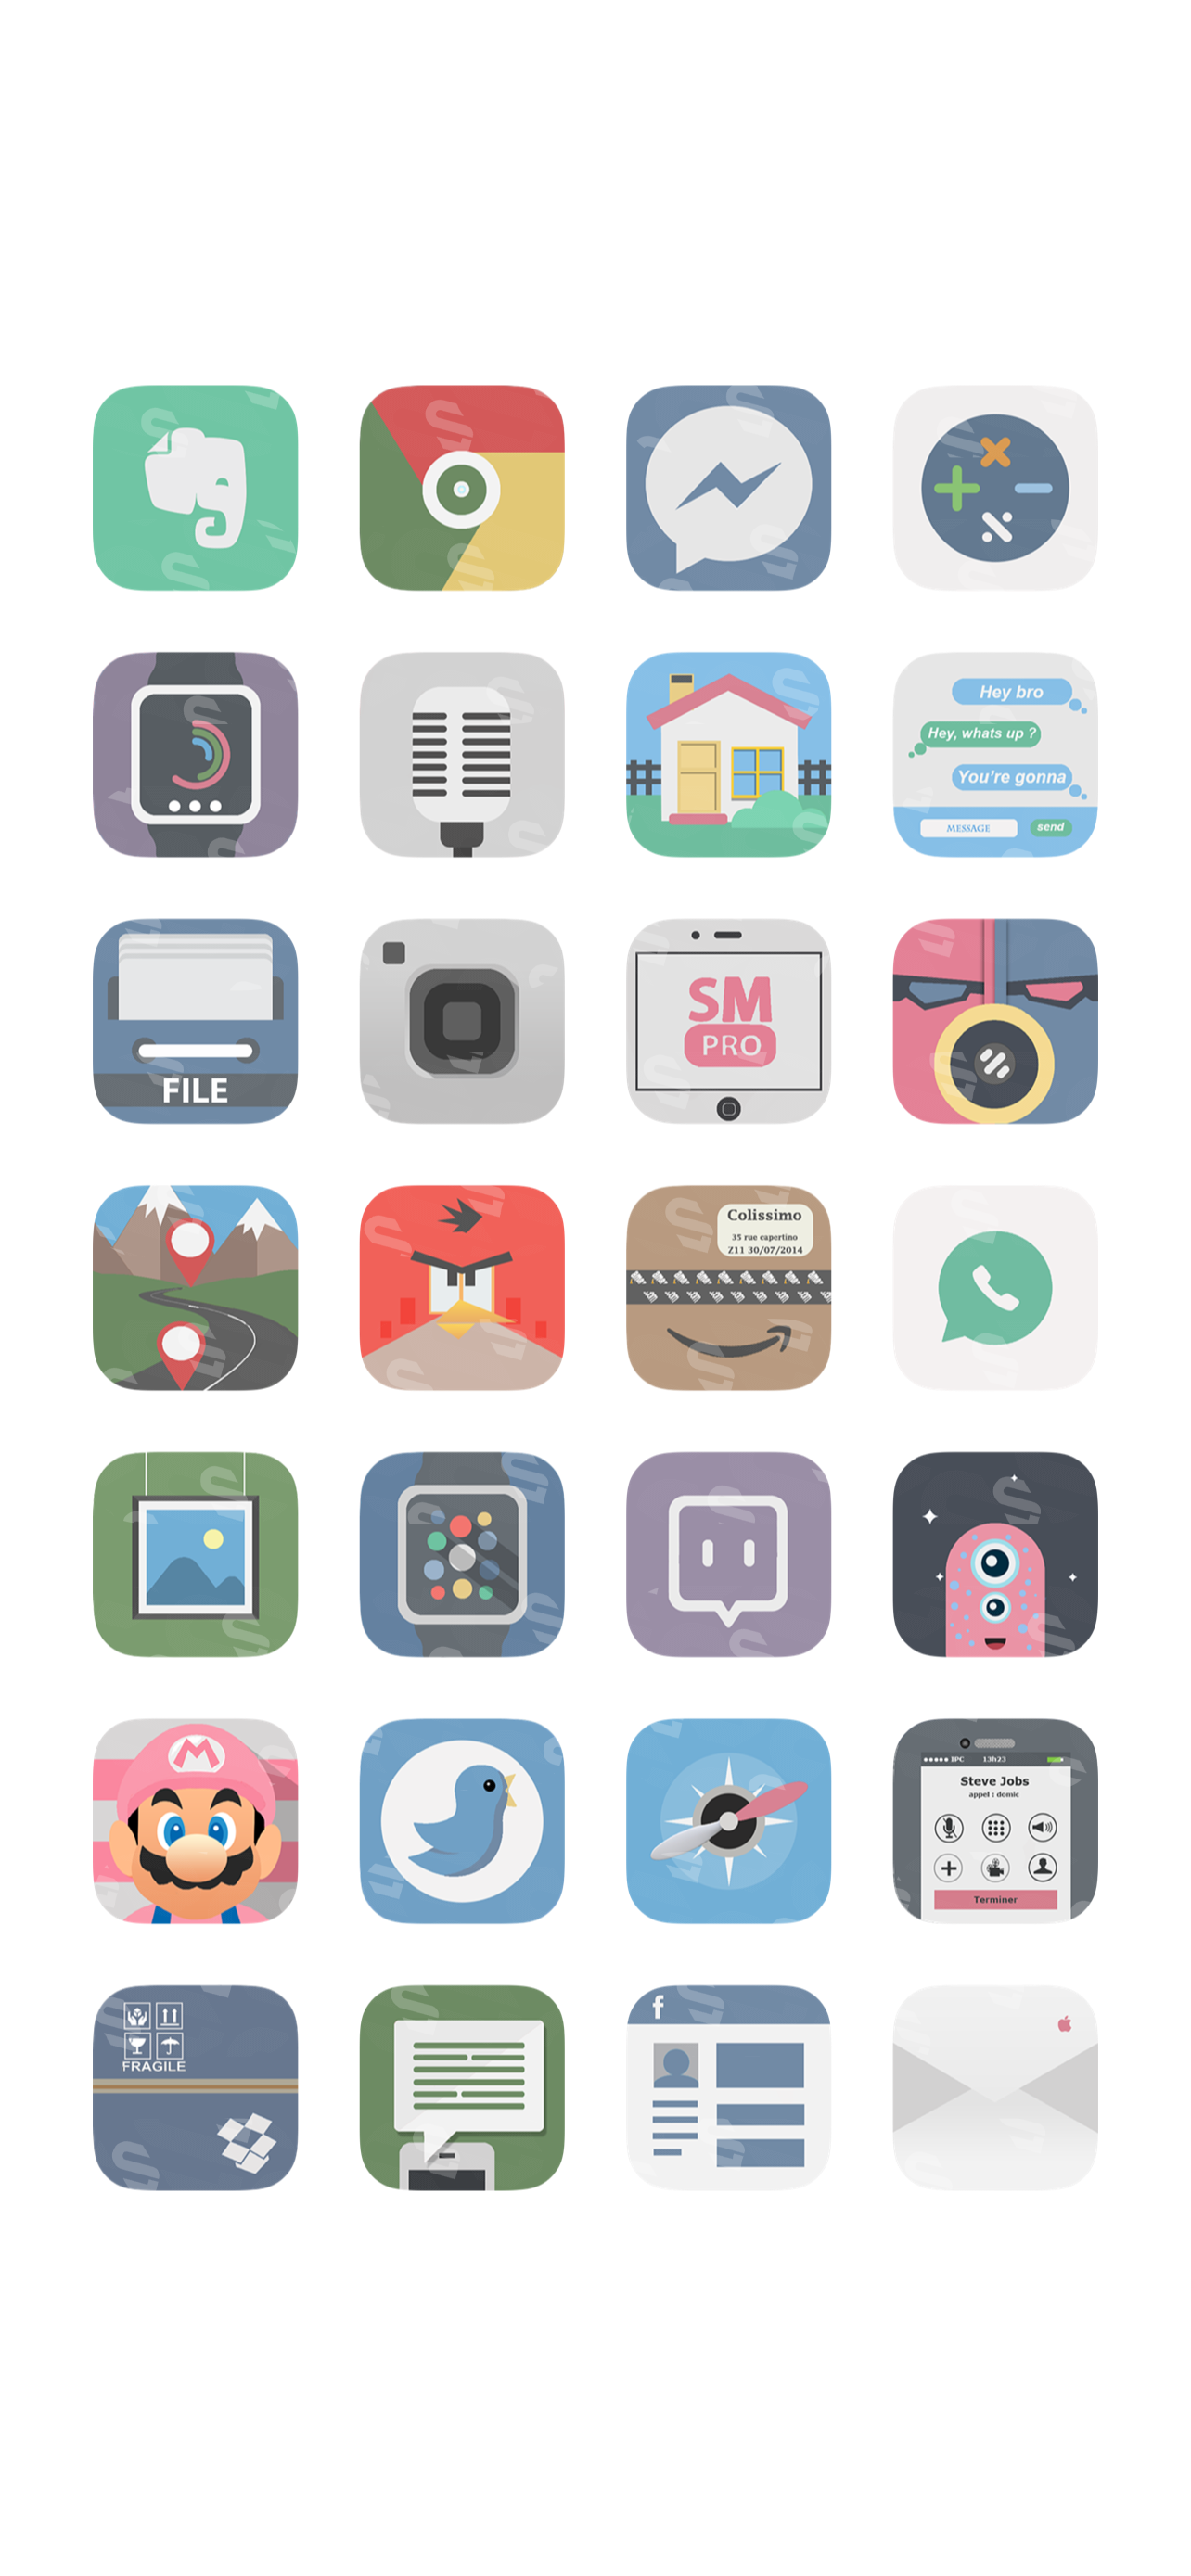 Hey bro
Hey, whats up ?
You're gonna
MESSAGE
send
FILE
SM
PRO
Colissimo
35 rue capertino
Z11 30/07/2014
M
IPC 13h23
Steve Jobs
appel : domic
Terminer
FRAGILE
f